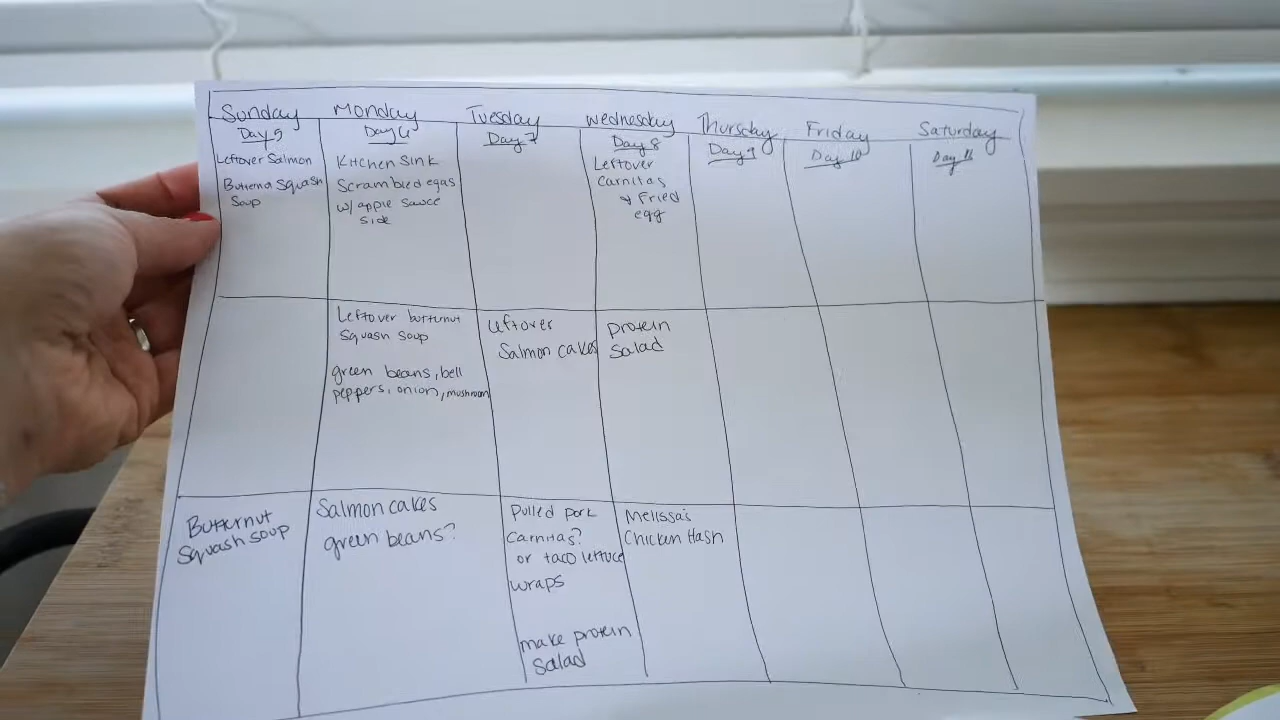 Sunday Monday Tuesday Wednesday Thursday Friday Saturday
Day 5 Day 6 Day 7 Day 8 Day 9 Day 10 Day 11
Leftover Salmon
Butternut Squash
Soup
Kitchen Sink
Scrambled eggs
w/ apple sauce
side
Leftover
Carnitas
+ Fried
egg
Leftover butternut
Squash soup
green beans, bell
peppers, onion, mushroom
Leftover
Salmon cakes
protein
Salad
Butternut
Squash soup
Salmon cakes
green beans?
Pulled pork
Carnitas?
or taco lettuce
wraps
make protein
Salad
Melissa's
Chicken Hash